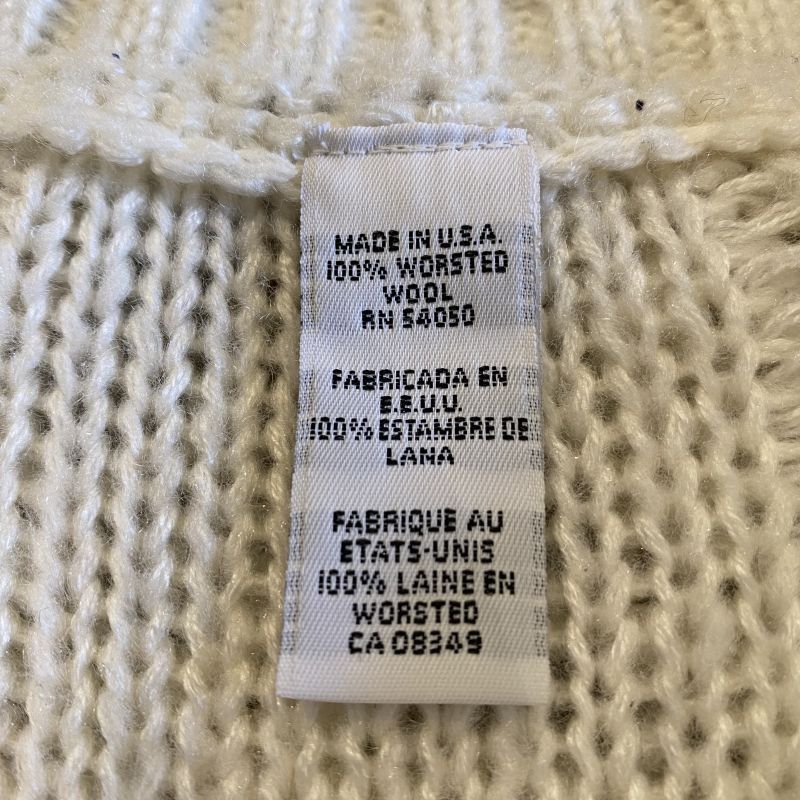 MADE IN U.S.A.
100% WORSTED
WOOL
RN 54050
FABRICADA EN
E.E.U.U.
100% ESTAMBRE DE
LANA
FABRIQUE AU
ETATS-UNIS
100% LAINE EN
WORSTED
CA 08349